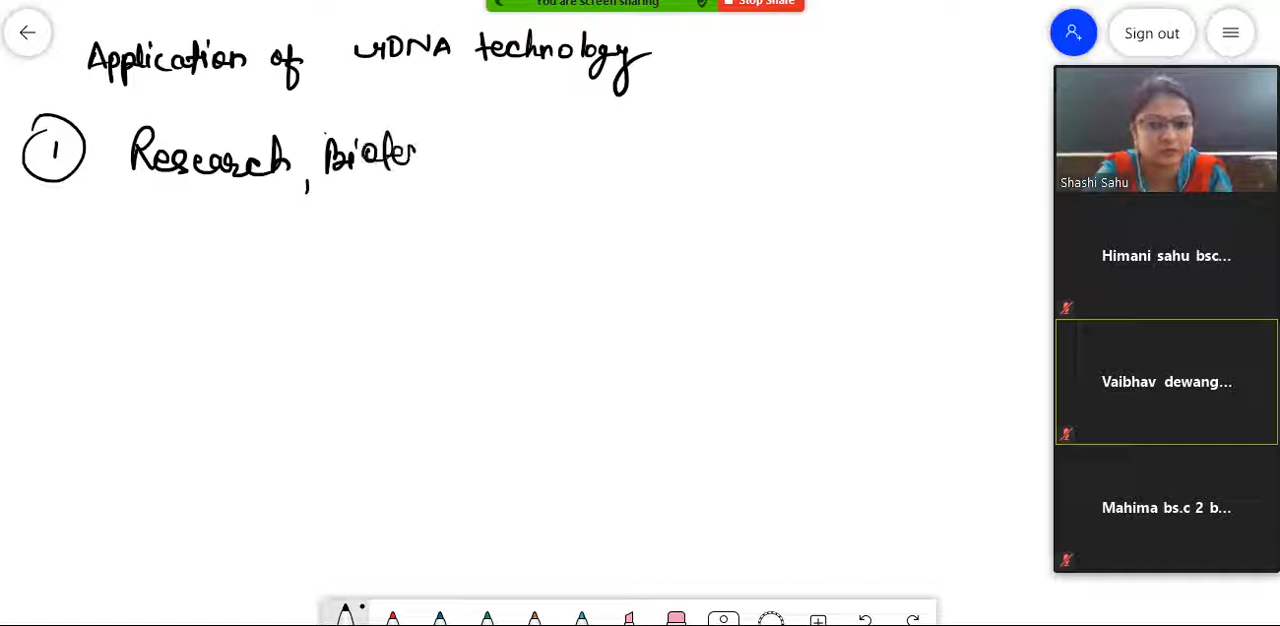 You are screen sharing
Stop Share
Application of rDNA technology
Sign out
1 Research, Biofer
Shashi Sahu
Himani sahu bsc...
Vaibhav dewang...
Mahima bs.c 2 b...